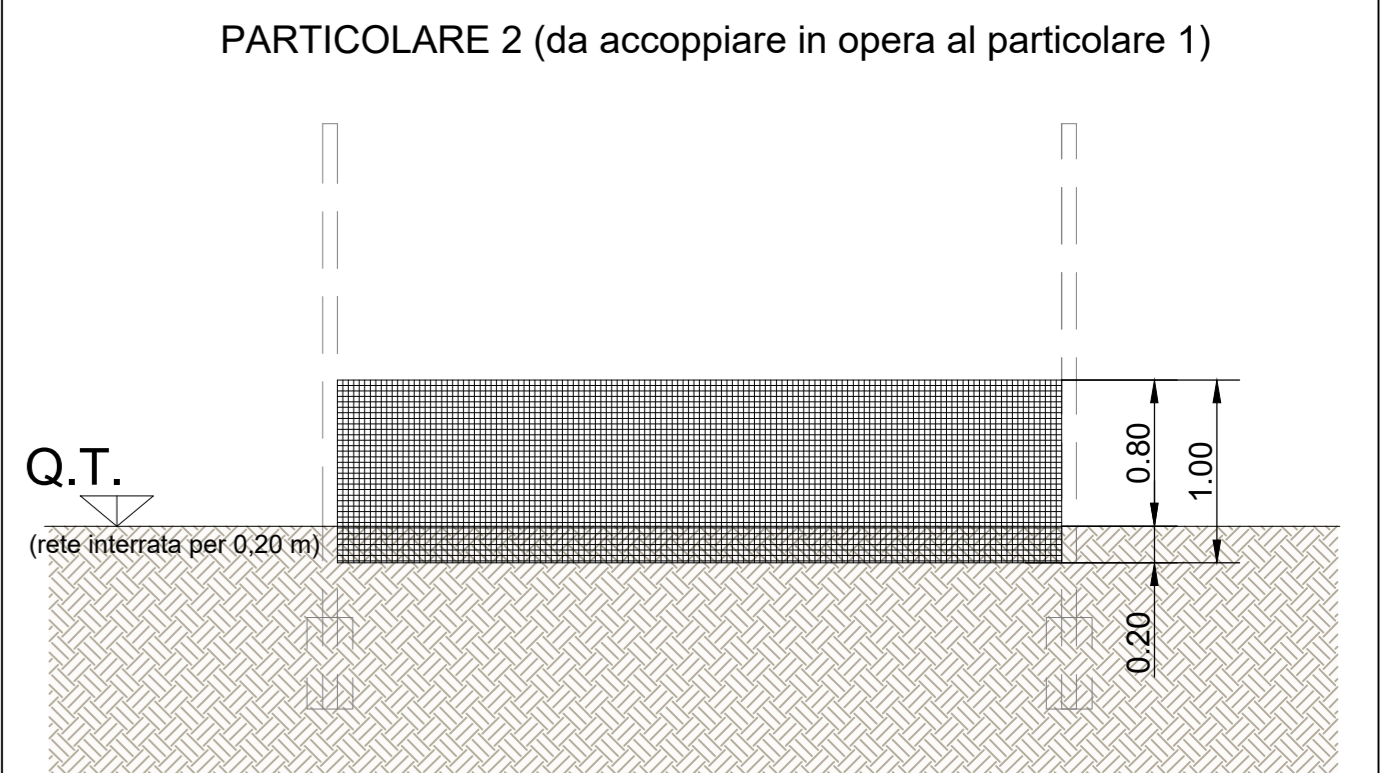 PARTICOLARE 2 (da accoppiare in opera al particolare 1)
Q.T.
(rete interrata per 0,20 m)
0.80
1.00
0.20